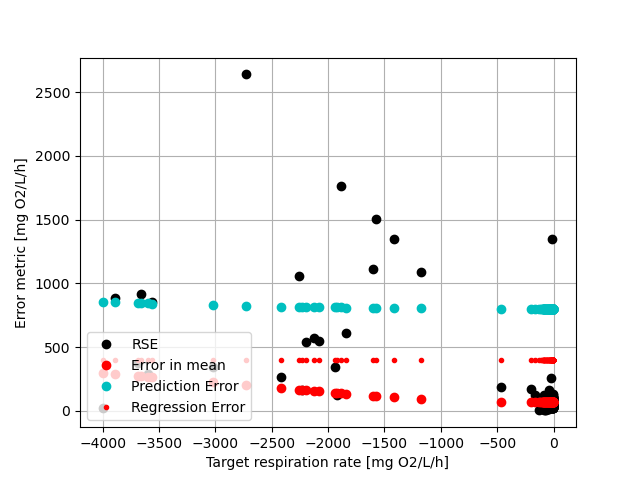 2500
2000
1500
1000
500
0
Error metric [mg O2/L/h]
RSE
Error in mean
Prediction Error
Regression Error
−4000 −3500 −3000 −2500 −2000 −1500 −1000 −500 0
Target respiration rate [mg O2/L/h]